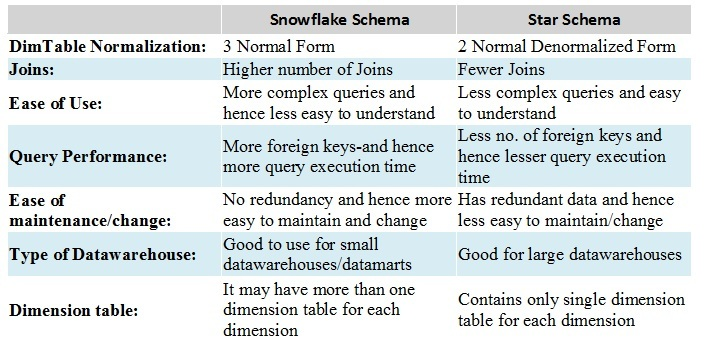 Snowflake Schema Star Schema
DimTable Normalization: 3 Normal Form 2 Normal Denormalized Form
Joins: Higher number of Joins Fewer Joins
Ease of Use: More complex queries and hence less easy to understand Less complex queries and easy to understand
Query Performance: More foreign keys-and hence more query execution time Less no. of foreign keys and hence lesser query execution time
Ease of maintenance/change: No redundancy and hence more easy to maintain and change Has redundant data and hence less easy to maintain/change
Type of Datawarehouse: Good to use for small datawarehouses/datamarts Good for large datawarehouses
Dimension table: It may have more than one dimension table for each dimension Contains only single dimension table for each dimension